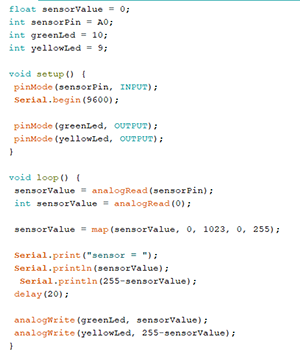 float sensorValue = 0;
int sensorPin = A0;
int greenLed = 10;
int yellowLed = 9;
void setup() {
pinMode(sensorPin, INPUT);
Serial.begin(9600);
pinMode(greenLed, OUTPUT);
pinMode(yellowLed, OUTPUT);
}
void loop() {
sensorValue = analogRead(sensorPin);
int sensorValue = analogRead(0);
sensorValue = map(sensorValue, 0, 1023, 0, 255);
Serial.print("sensor = ");
Serial.println(sensorValue);
Serial.println(255-sensorValue);
delay(20);
analogWrite(greenLed, sensorValue);
analogWrite(yellowLed, 255-sensorValue);
}